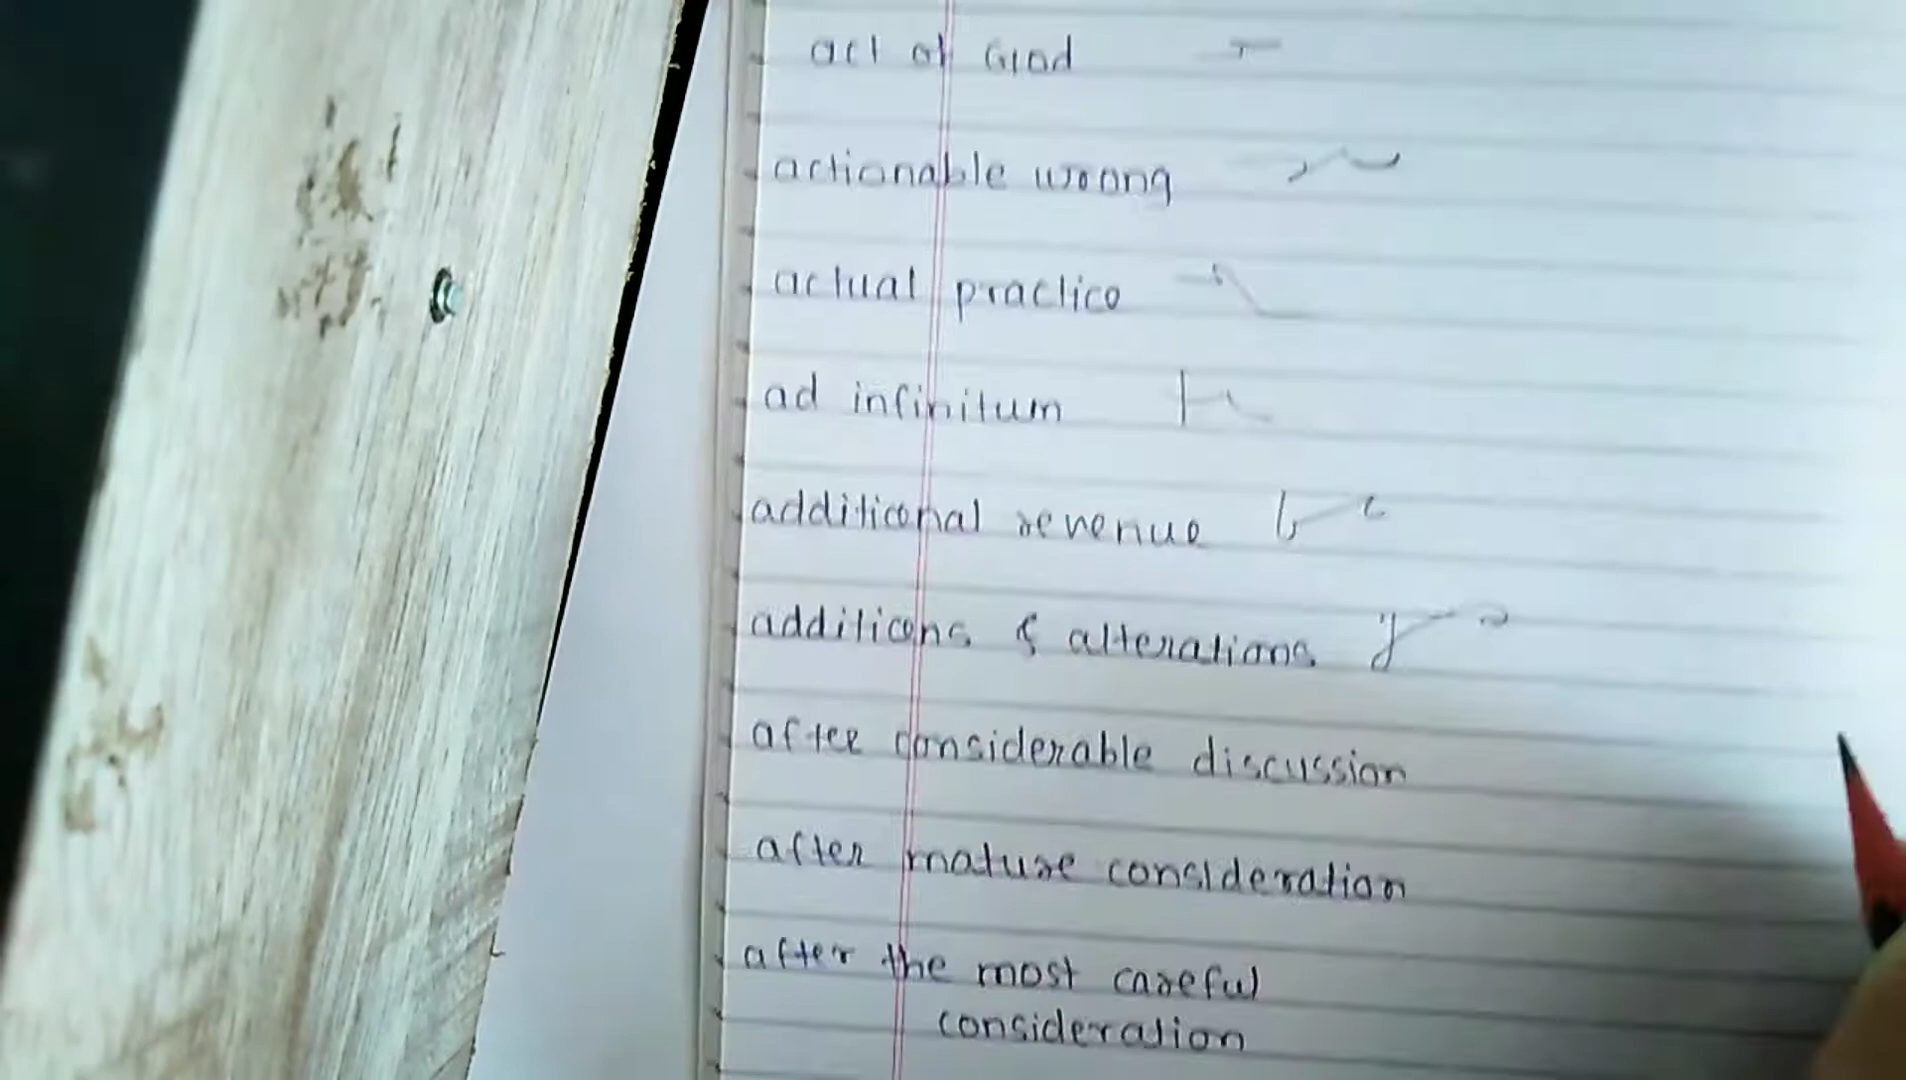 act of God
actionable wrong
actual practice
ad infinitum
additional revenue
additions & alterations
after considerable discussion
after mature consideration
after the most careful
consideration